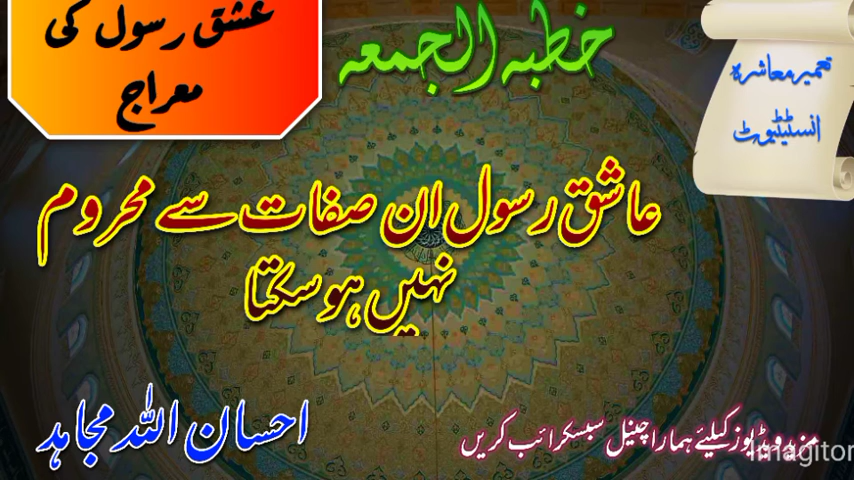 خطبہ الجمعہ
عشق رسول کی
معراج
تعمیر معاشرہ
انسٹیٹیوٹ
عاشق رسول ان صفات سے محروم
نہیں ہو سکتا
احسان اللہ مجاہد
مزید ویڈیوز کیلئے ہمارا چینل سبسکرائب کریں
Imagitor